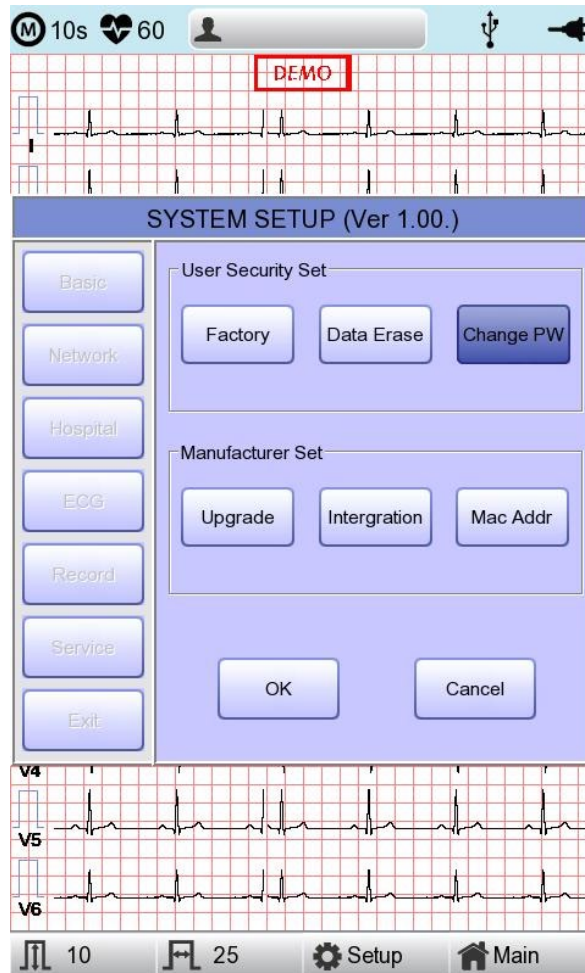 M 10s 60
DEMO
I
SYSTEM SETUP (Ver 1.00.)
Basic
Network
Hospital
ECG
Record
Service
Exit
User Security Set
Factory Data Erase Change PW
Manufacturer Set
Upgrade Intergration Mac Addr
OK Cancel
V4
V5
V6
10 25 Setup Main